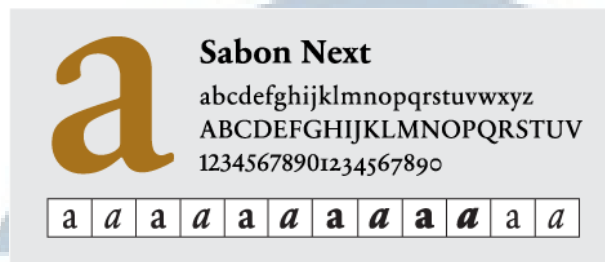 a
Sabon Next
abcdefghijklmnopqrstuvwxyz
ABCDEFGHIJKLMNOPQRSTUV
12345678901234567890
a a a a a a a a a a a a